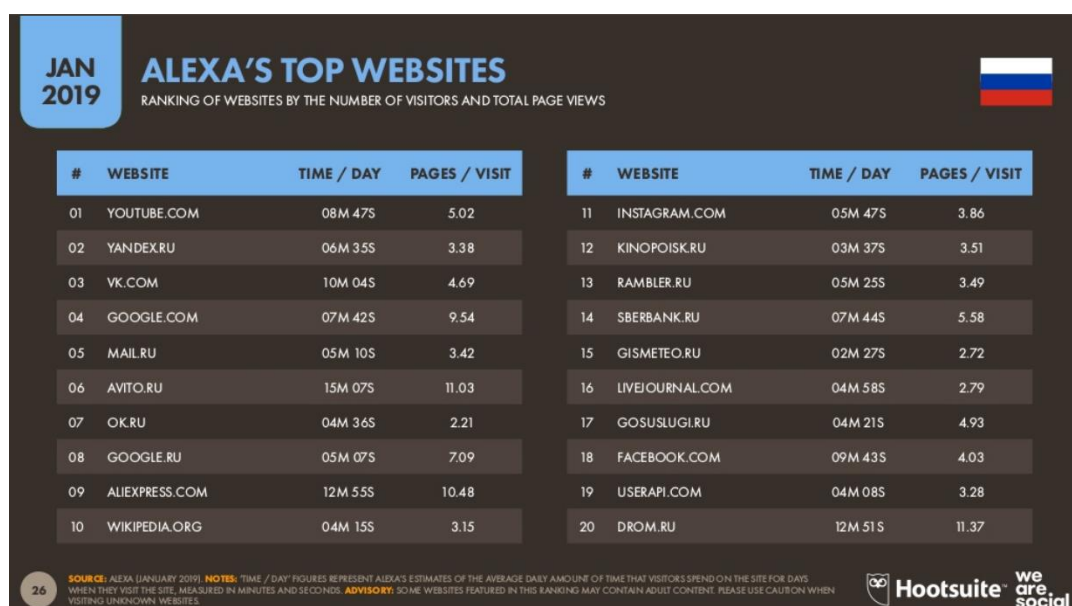 JAN
2019
ALEXA'S TOP WEBSITES
RANKING OF WEBSITES BY THE NUMBER OF VISITORS AND TOTAL PAGE VIEWS
# WEBSITE TIME / DAY PAGES / VISIT
01 YOUTUBE.COM 08M 47S 5.02
02 YANDEX.RU 06M 35S 3.38
03 VK.COM 10M 04S 4.69
04 GOOGLE.COM 07M 42S 9.54
05 MAIL.RU 05M 10S 3.42
06 AVITO.RU 15M 07S 11.03
07 OK.RU 04M 36S 2.21
08 GOOGLE.RU 05M 07S 7.09
09 ALIEXPRESS.COM 12M 55S 10.48
10 WIKIPEDIA.ORG 04M 15S 3.15
# WEBSITE TIME / DAY PAGES / VISIT
11 INSTAGRAM.COM 05M 47S 3.86
12 KINOPOISK.RU 03M 37S 3.51
13 RAMBLER.RU 05M 25S 3.49
14 SBERBANK.RU 07M 44S 5.58
15 GISMETEO.RU 02M 27S 2.72
16 LIVEJOURNAL.COM 04M 58S 2.79
17 GOSUSLUGI.RU 04M 21S 4.93
18 FACEBOOK.COM 09M 43S 4.03
19 USERAPI.COM 04M 08S 3.28
20 DROM.RU 12M 51S 11.37
26
SOURCE: ALEXA (JANUARY 2019). NOTES: 'TIME / DAY' FIGURES REPRESENT ALEXA'S ESTIMATES OF THE AVERAGE DAILY AMOUNT OF TIME THAT VISITORS SPEND ON THE SITE FOR DAYS
WHEN THEY VISIT THE SITE, MEASURED IN MINUTES AND SECONDS. ADVISORY: SOME WEBSITES FEATURED IN THIS RANKING MAY CONTAIN ADULT CONTENT. PLEASE USE CAUTION WHEN
VISITING UNKNOWN WEBSITES.
Hootsuite™
we
are
social